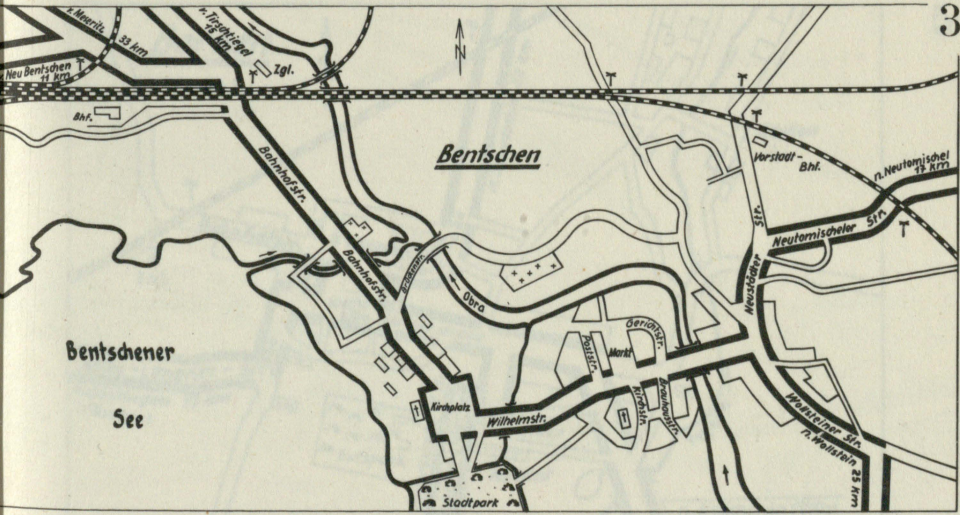 3
n. Meseritz 33 km
n. Tirschtiegel
15 km
Neu Bentschen
11 km
Zgl.
N
Bhf.
Bentschen
Vorstadt-
Bhf.
n. Neutomischel
17 km
Bahnhofstr.
Neutomischeler Str.
Neustädter Str.
Bahnhofstr.
Brückenstr.
Obra
Bentschener
See
Gerichtstr.
Poststr.
Markt
Kirchplatz
Wilhelmstr.
Kirchstr.
Brauhausstr.
Wollsteiner Str.
n. Wollstein 25 km
Stadtpark